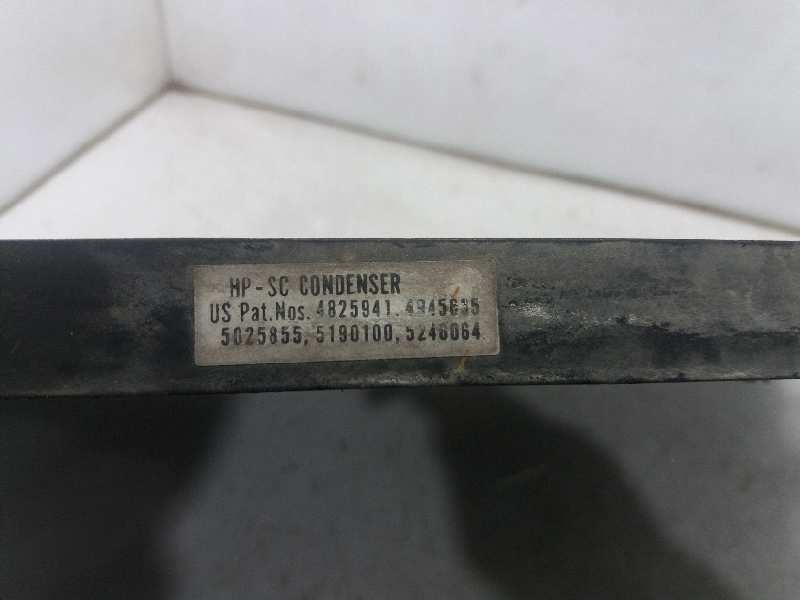 HP-SC CONDENSER
US Pat.Nos. 4825941. 4945635
5025855, 5190100, 5246064